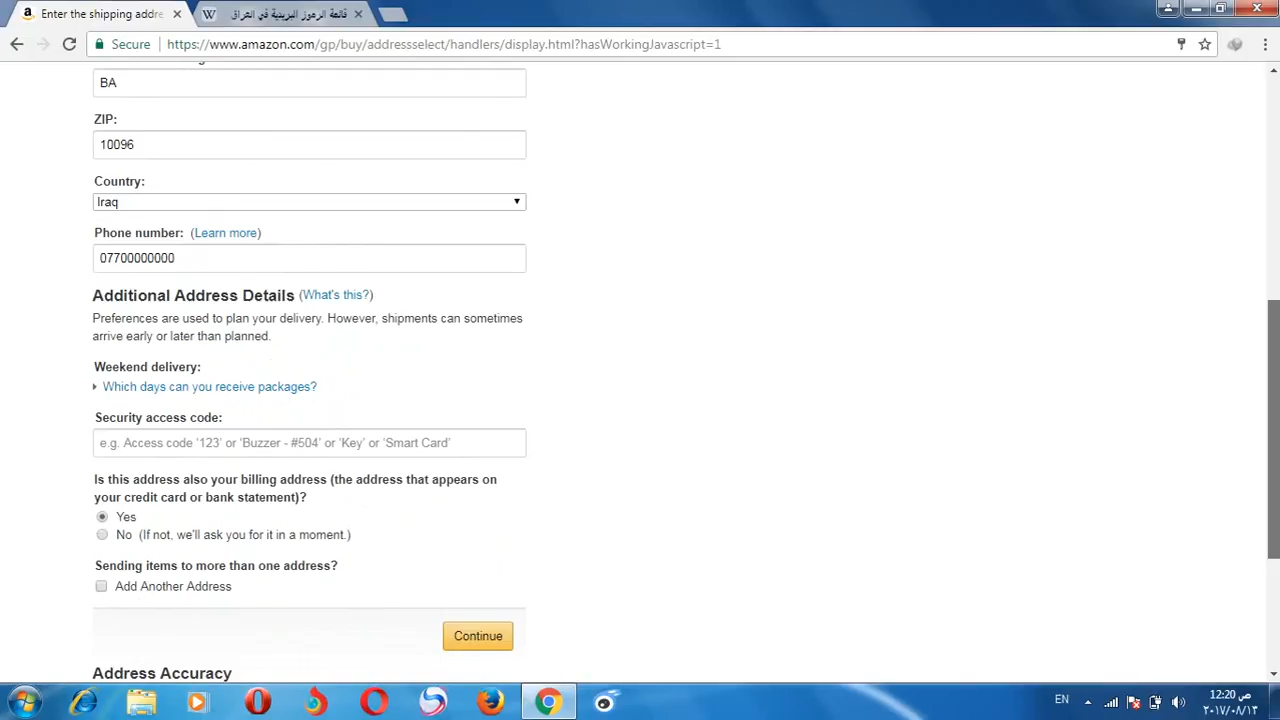 Enter the shipping addre
قائمة الرموز البريدية في العراق
Secure https://www.amazon.com/gp/buy/addressselect/handlers/display.html?hasWorkingJavascript=1
BA
ZIP:
10096
Country:
Iraq
Phone number: (Learn more)
07700000000
Additional Address Details (What's this?)
Preferences are used to plan your delivery. However, shipments can sometimes
arrive early or later than planned.
Weekend delivery:
Which days can you receive packages?
Security access code:
e.g. Access code '123' or 'Buzzer - #504' or 'Key' or 'Smart Card'
Is this address also your billing address (the address that appears on
your credit card or bank statement)?
Yes
No (If not, we'll ask you for it in a moment.)
Sending items to more than one address?
Add Another Address
Continue
Address Accuracy
EN
12:20 ص
٢٠١٧/٠٨/١٣